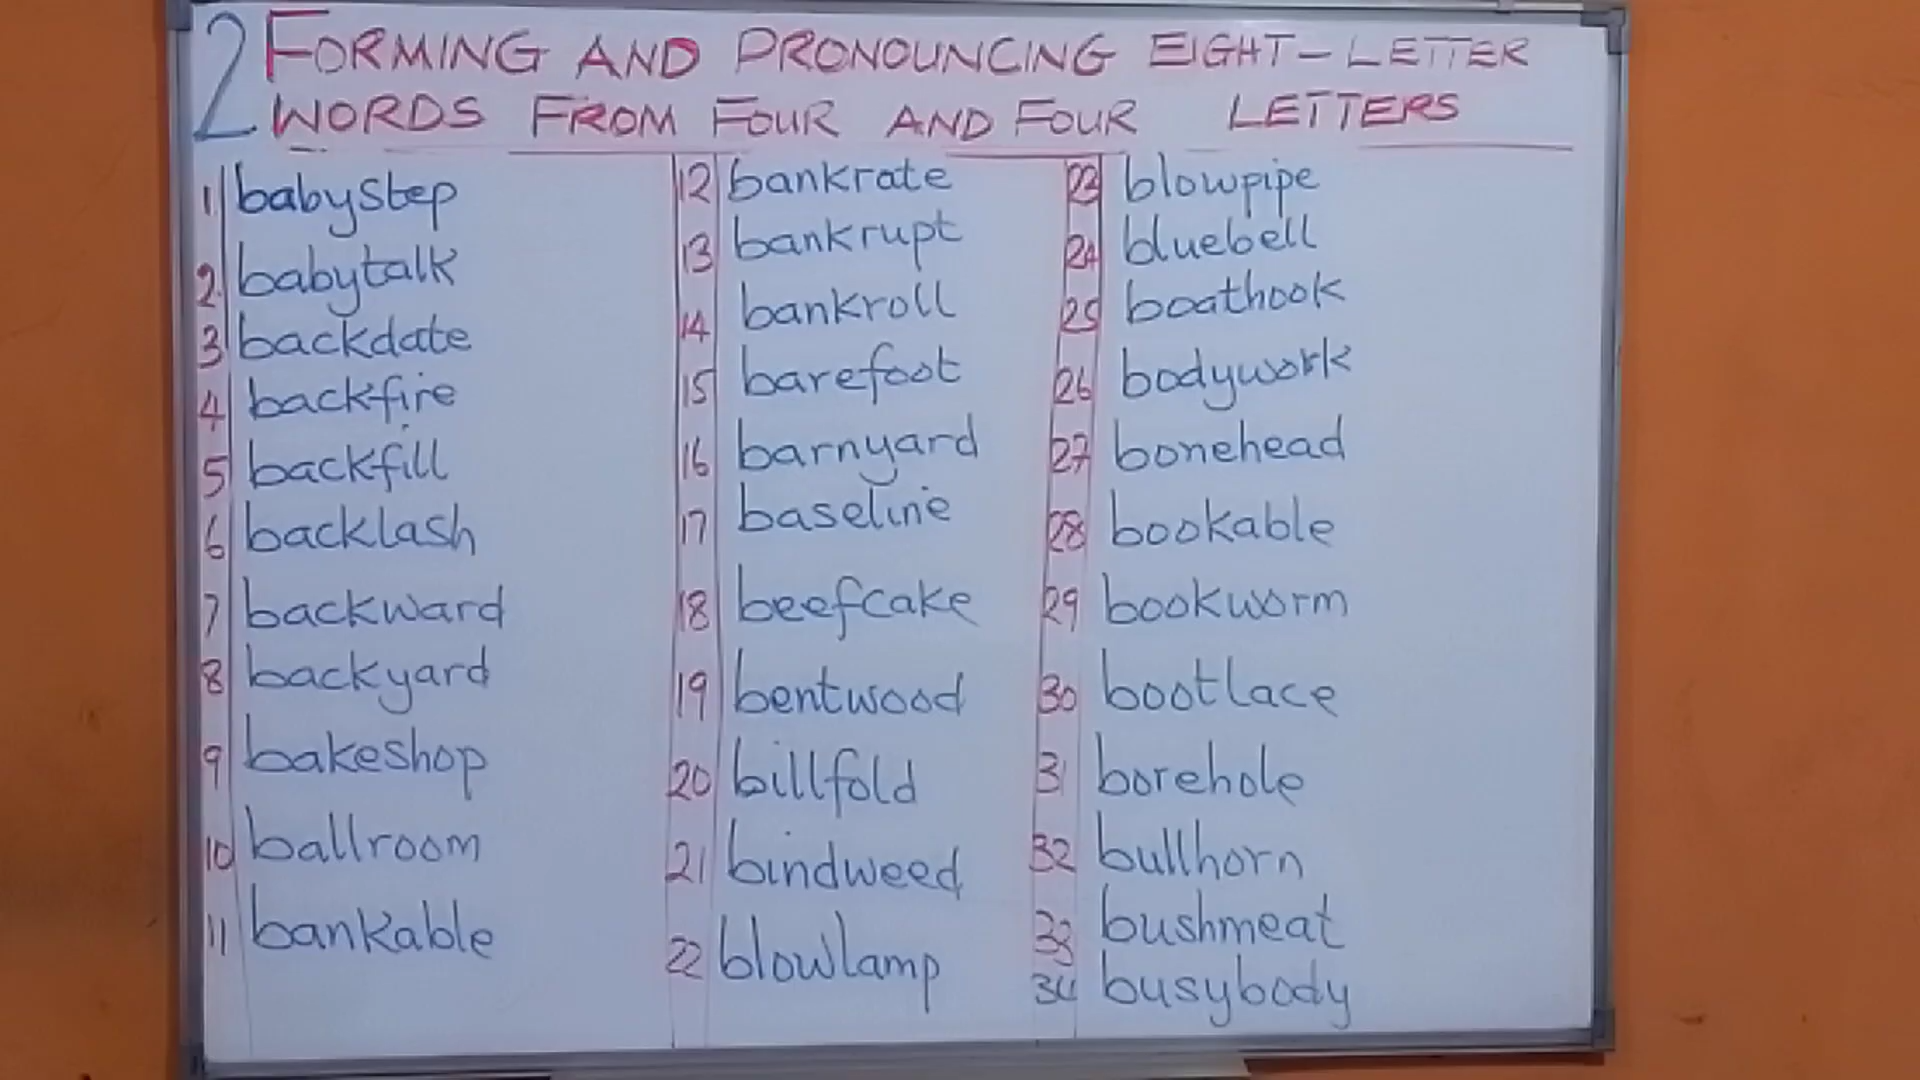 2 FORMING AND PRONOUNCING EIGHT-LETTER
WORDS FROM FOUR AND FOUR LETTERS
1 babystep
2 babytalk
3 backdate
4 backfire
5 backfill
6 backlash
7 backward
8 backyard
9 bakeshop
10 ballroom
11 bankable
12 bankrate
13 bankrupt
14 bankroll
15 barefoot
16 barnyard
17 baseline
18 beefcake
19 bentwood
20 billfold
21 bindweed
22 blowlamp
23 blowpipe
24 bluebell
25 boathook
26 bodywork
27 bonehead
28 bookable
29 bookworm
30 bootlace
31 borehole
32 bullhorn
33 bushmeat
34 busybody